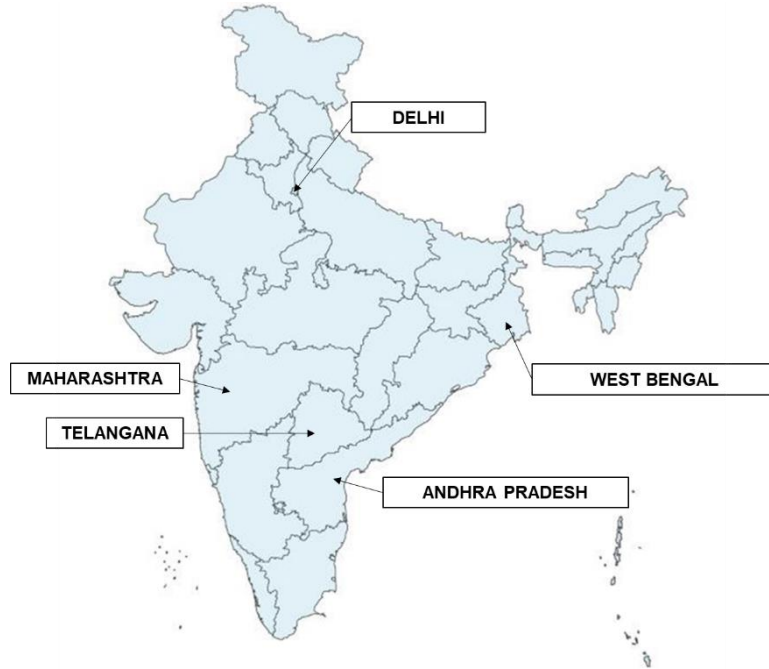 DELHI
MAHARASHTRA
WEST BENGAL
TELANGANA
ANDHRA PRADESH